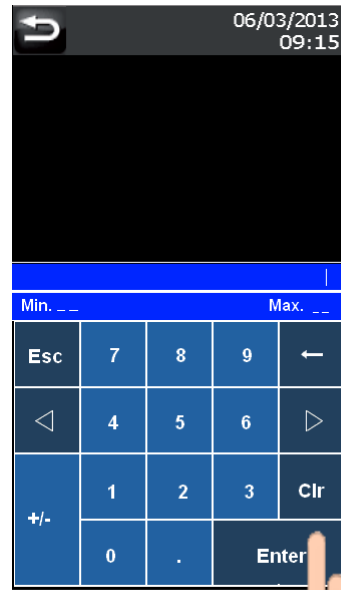 06/03/2013
09:15
Min. _ _ Max. _ _
Esc 7 8 9 ←
◁ 4 5 6 ▷
+/- 1 2 3 Clr
0 . Enter